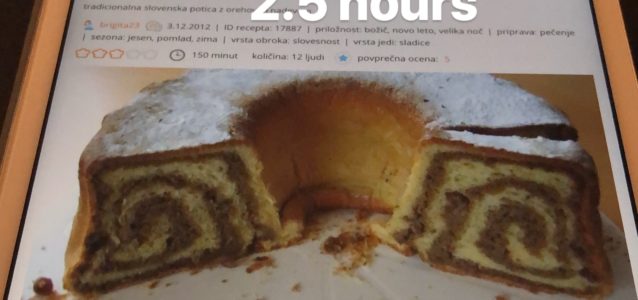 2.5 hours
tradicionalna slovenska potica z orehovo nadev
brigita23 | 3.12.2012 | ID recepta: 17887 | priložnost: božič, novo leto, velika noč | priprava: pečenje
| sezona: jesen, pomlad, zima | vrsta obroka: slovesnost | vrsta jedi: sladice
150 minut količina: 12 ljudi povprečna ocena: 5